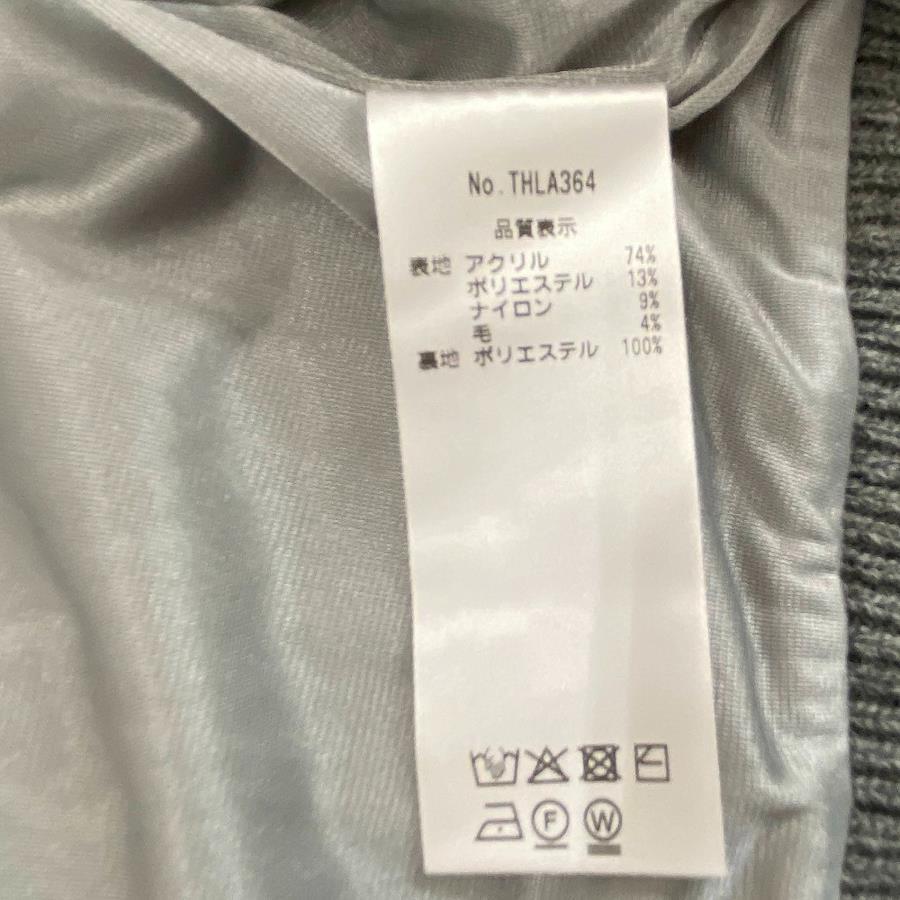 No.THLA364
品質表示
表地 アクリル 74%
ポリエステル 13%
ナイロン 9%
毛 4%
裏地 ポリエステル 100%
F W